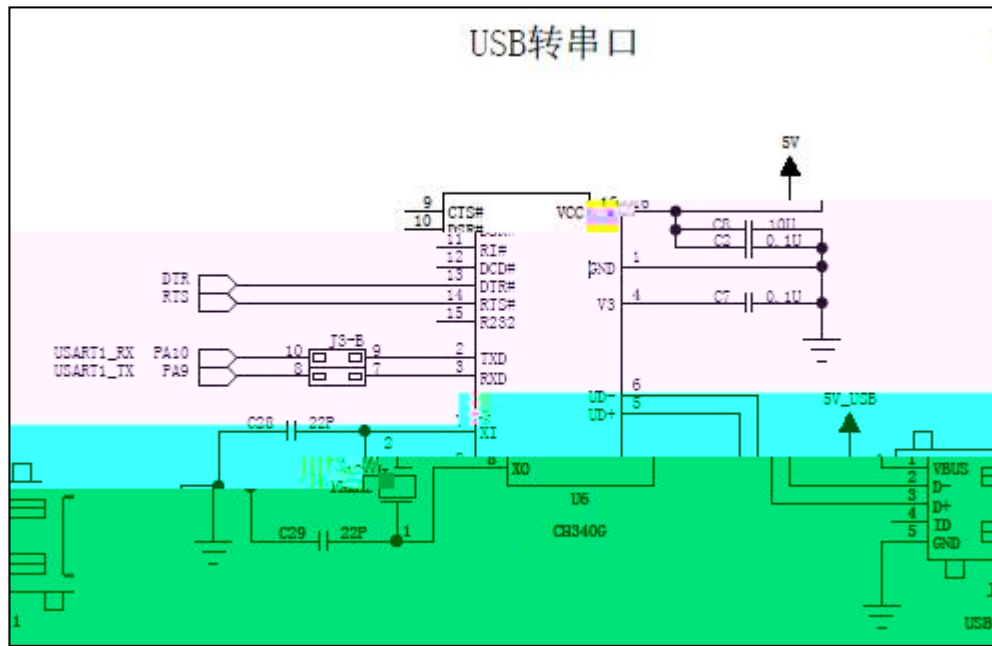 USB转串口
5V
9 CTS# VCC 16
10 DSR#
C6 10U
11 RI# C2 0.1U
12 DCD# GND 1
DTR 13 DTR#
RTS 14 RTS# V3 4 C7 0.1U
15 R232
J3-B
USART1_RX PA10 10 9 2 TXD
USART1_TX PA9 8 7 3 RXD
UD- 6
UD+ 5 5V_USB
C28 22P XI
2
8 XO 1 VBUS
2 D-
U6 3 D+
4 ID
C29 22P 1 CH340G 5 GND
1 USB